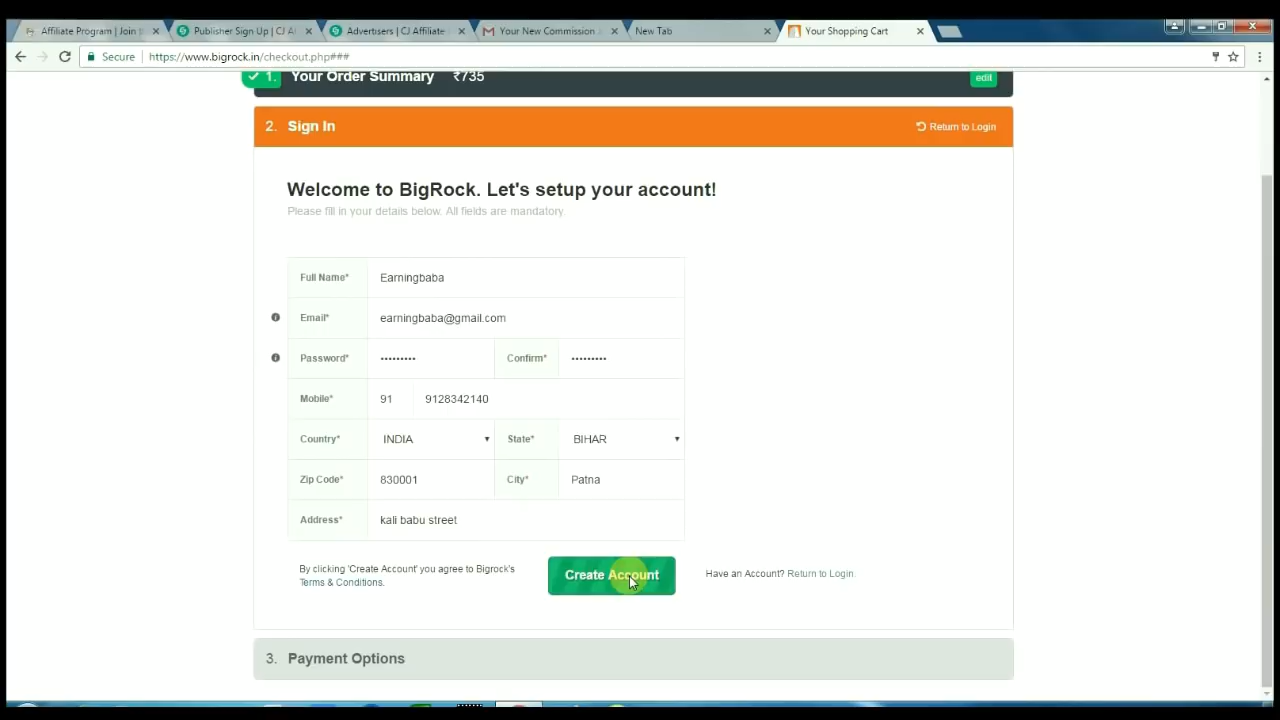 Affiliate Program | Join t
Publisher Sign Up | CJ Af
Advertisers | CJ Affiliate
Your New Commission
New Tab
Your Shopping Cart
Secure
https://www.bigrock.in/checkout.php###
1. Your Order Summary ₹735
edit
2. Sign In
Return to Login
Welcome to BigRock. Let's setup your account!
Please fill in your details below. All fields are mandatory.
Full Name* Earningbaba
Email* earningbaba@gmail.com
Password* ••••••••• Confirm* •••••••••
Mobile* 91 9128342140
Country* INDIA State* BIHAR
Zip Code* 830001 City* Patna
Address* kali babu street
By clicking 'Create Account' you agree to Bigrock's
Terms & Conditions.
Create Account
Have an Account? Return to Login.
3. Payment Options